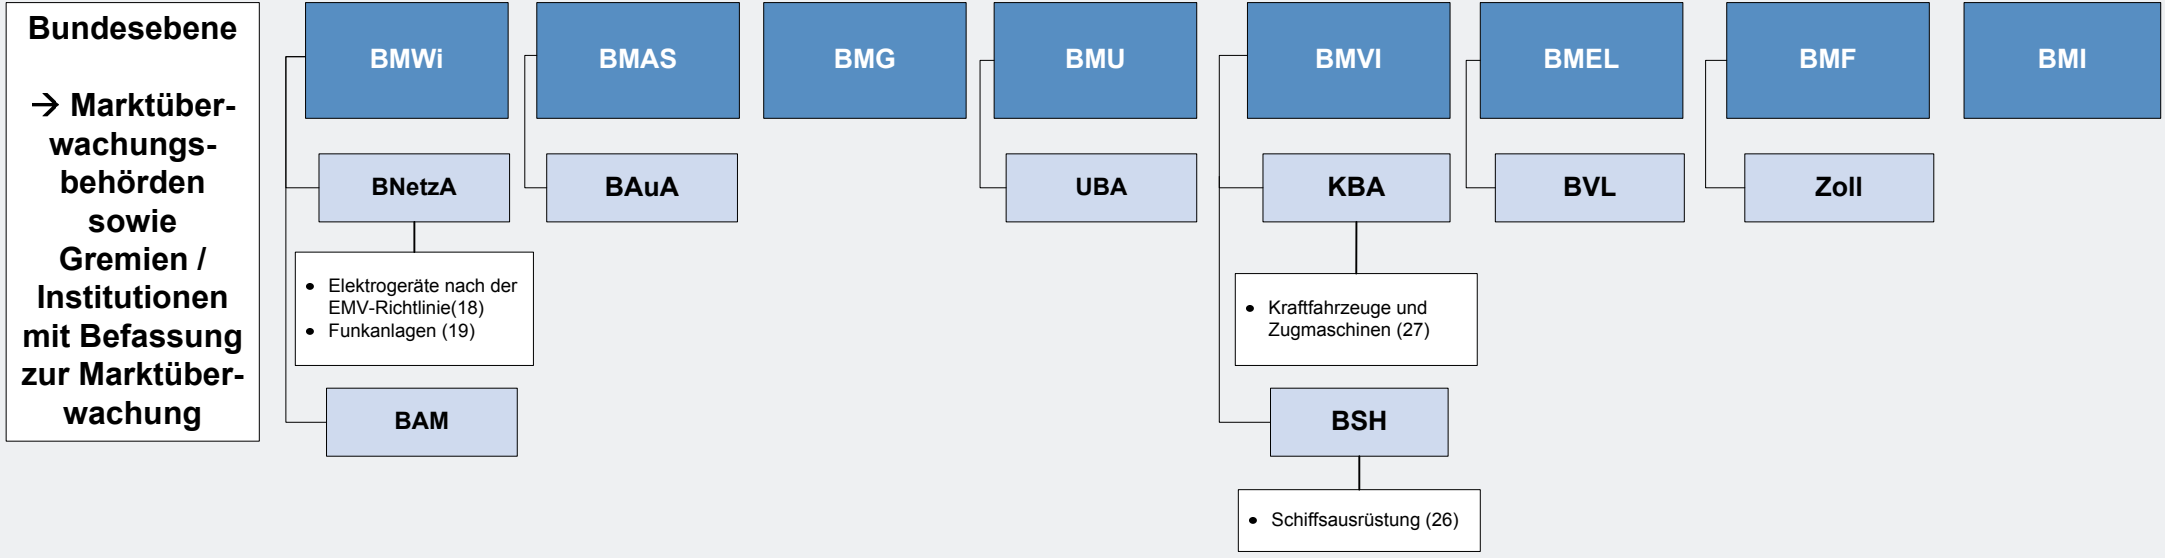 Bundesebene
→ Marktüber-
wachungs-
behörden
sowie
Gremien /
Institutionen
mit Befassung
zur Marktüber-
wachung
BMWi
BMAS
BMG
BMU
BMVI
BMEL
BMF
BMI
BNetzA
BAuA
UBA
KBA
BVL
Zoll
• Elektrogeräte nach der
EMV-Richtlinie(18)
• Funkanlagen (19)
• Kraftfahrzeuge und
Zugmaschinen (27)
BAM
BSH
• Schiffsausrüstung (26)